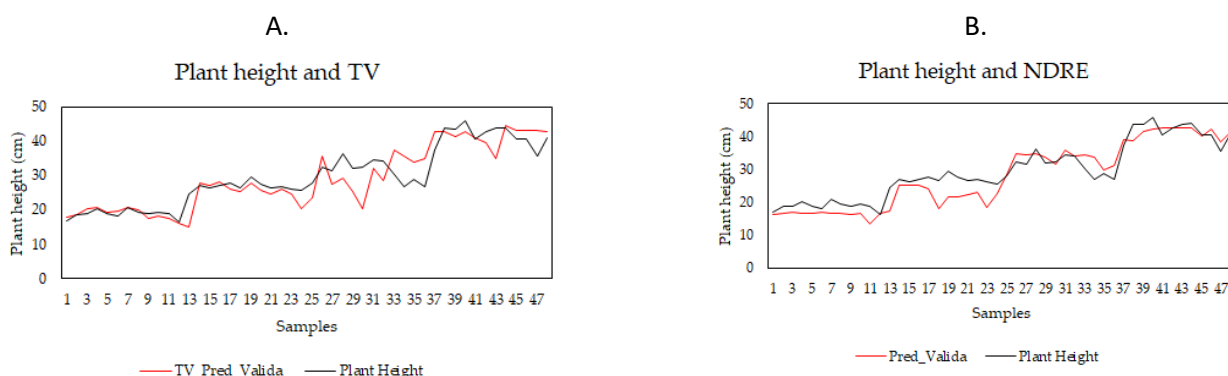 A.
Plant height and TV
Plant height (cm)
50
40
30
20
10
0
1 3 5 7 9 11 13 15 17 19 21 23 25 27 29 31 33 35 37 39 41 43 45 47
Samples
TV_Pred_Valida Plant Height
B.
Plant height and NDRE
Plant height (cm)
50
40
30
20
10
0
1 3 5 7 9 11 13 15 17 19 21 23 25 27 29 31 33 35 37 39 41 43 45 47
Samples
Pred_Valida Plant Height